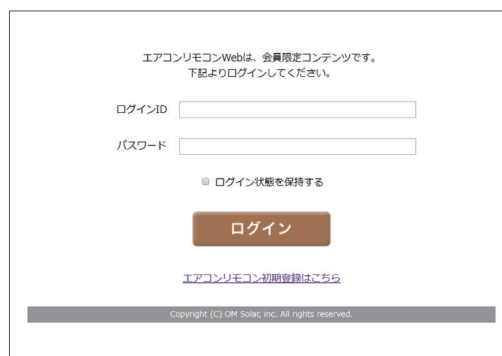 エアコンリモコンWebは、会員限定コンテンツです。
下記よりログインしてください。
ログインID
パスワード
ログイン状態を保持する
ログイン
エアコンリモコン初期登録はこちら
Copyright (C) OM Solar, inc. All rights reserved.